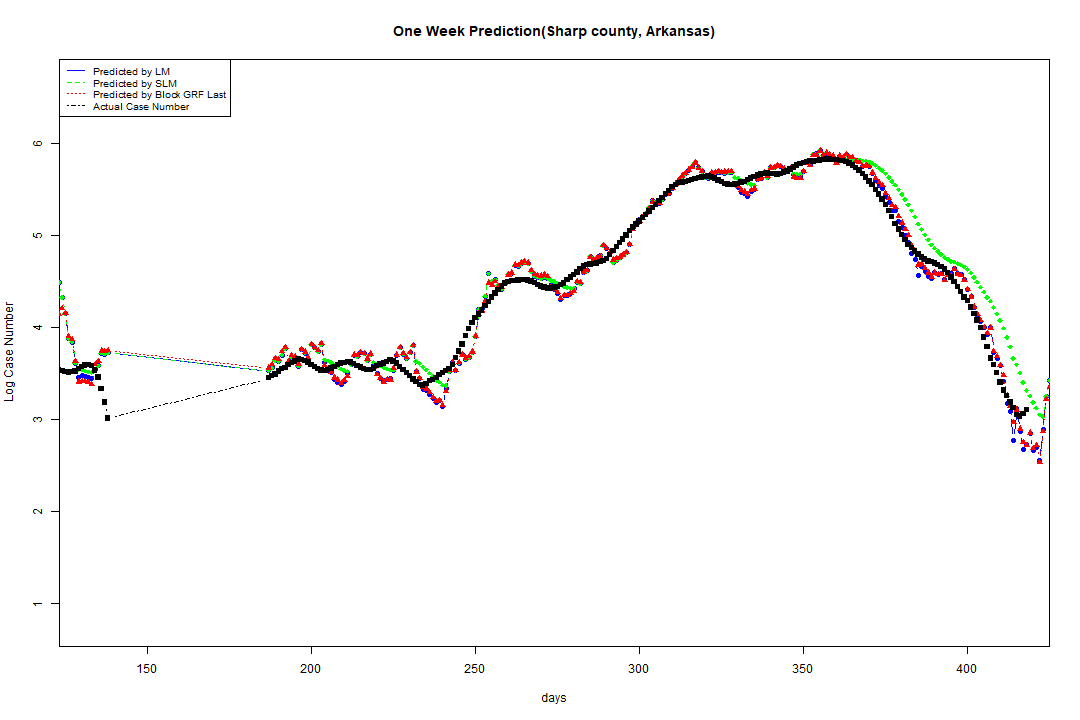 One Week Prediction(Sharp county, Arkansas)
Predicted by LM
Predicted by SLM
Predicted by Block GRF Last
Actual Case Number
Log Case Number
6
5
4
3
2
1
150 200 250 300 350 400
days